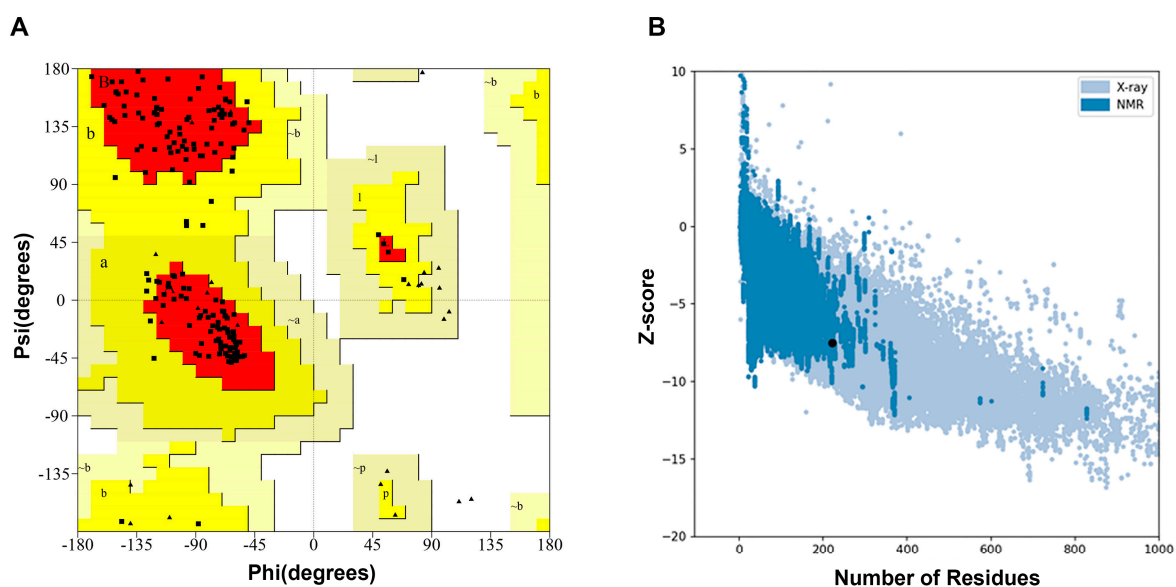 A
B
180
135
90
45
0
-45
-90
-135
-180
-135
-90
-45
0
45
90
135
180
Psi(degrees)
Phi(degrees)
B
b
~b
b
~l
l
a
~a
~b
b
~p
p
~b
10
5
0
-5
-10
-15
-20
0
200
400
600
800
1000
Z-score
Number of Residues
X-ray
NMR